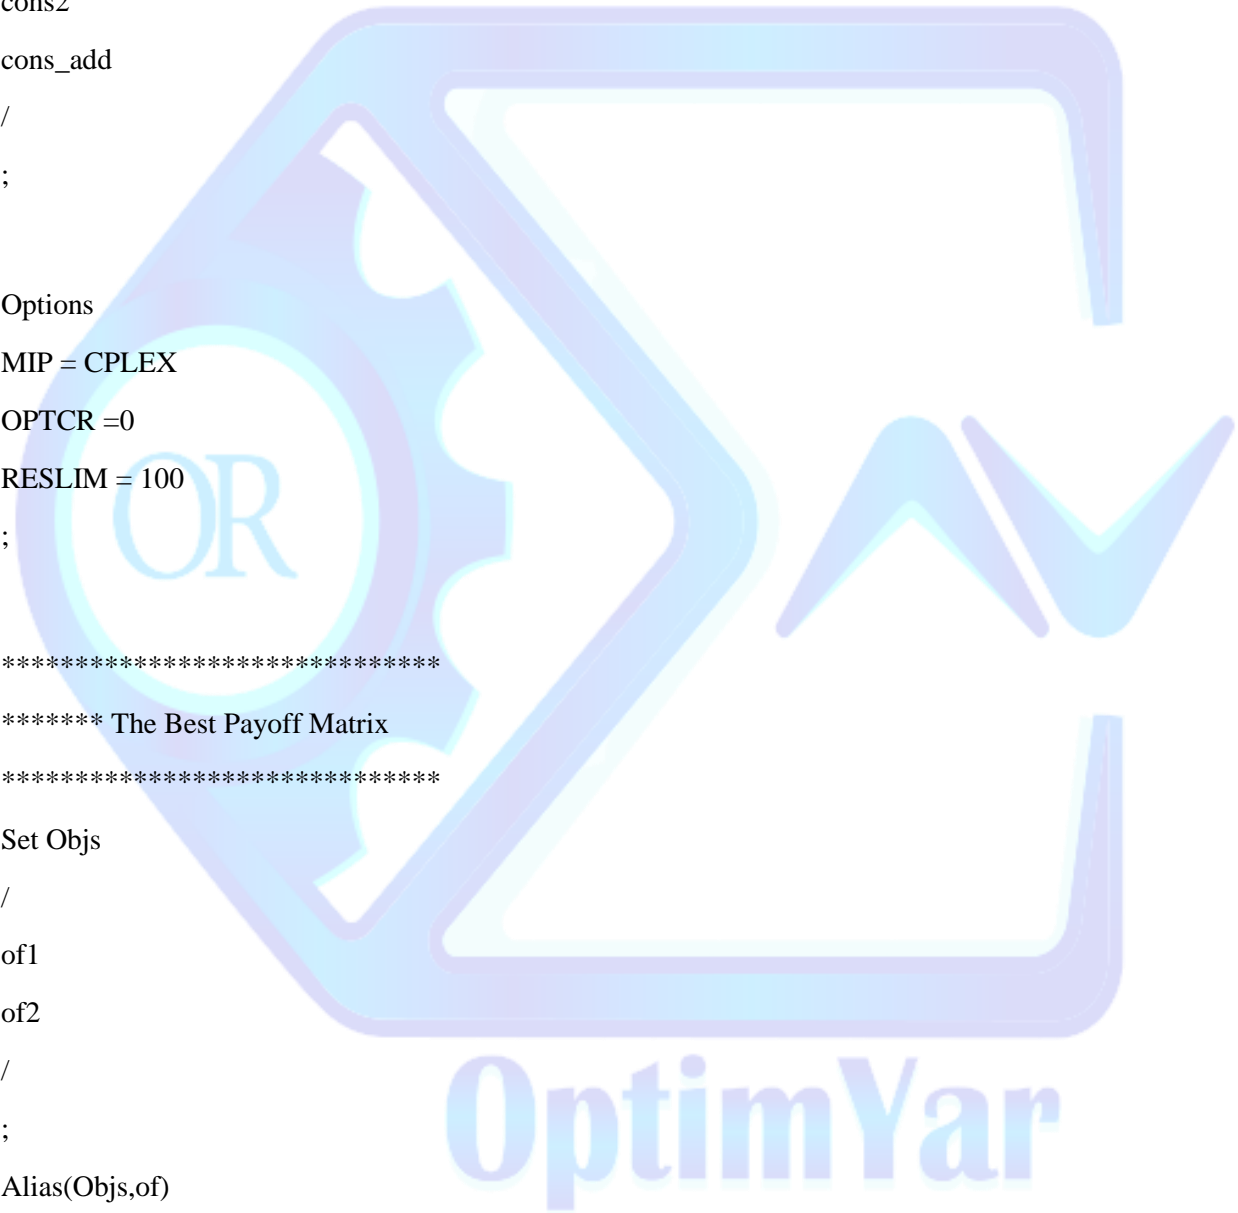 cons2
cons_add
/
;
Options
MIP = CPLEX
OPTCR =0
RESLIM = 100
;
OR
******************************
******* The Best Payoff Matrix
******************************
Set Objs
/
of1
of2
/
;
Alias(Objs,of)
OptimYar